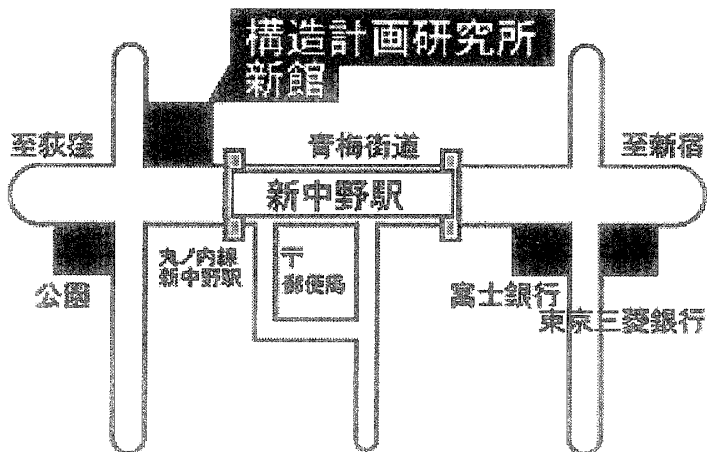 構造計画研究所
新館
至荻窪
青梅街道
至新宿
新中野駅
丸ノ内線
新中野駅
〒
郵便局
公園
富士銀行
東京三菱銀行